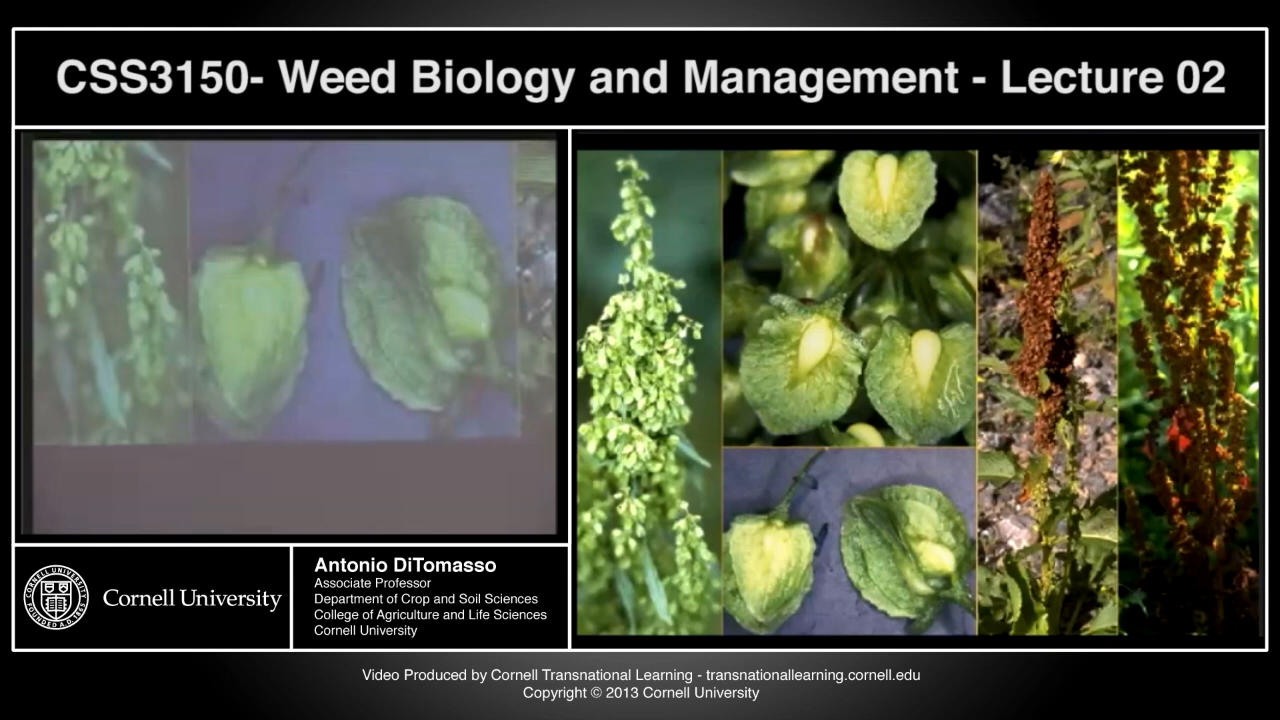 CSS3150- Weed Biology and Management - Lecture 02
Cornell University
Antonio DiTomasso
Associate Professor
Department of Crop and Soil Sciences
College of Agriculture and Life Sciences
Cornell University
Video Produced by Cornell Transnational Learning - transnationallearning.cornell.edu
Copyright © 2013 Cornell University